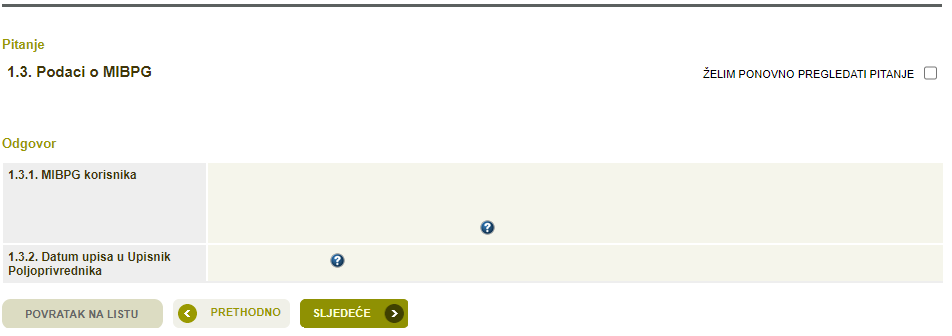 Pitanje
1.3. Podaci o MIBPG
ŽELIM PONOVNO PREGLEDATI PITANJE
Odgovor
1.3.1. MIBPG korisnika
?
1.3.2. Datum upisa u Upisnik
Poljoprivrednika
?
POVRATAK NA LISTU
PRETHODNO
SLJEDEĆE